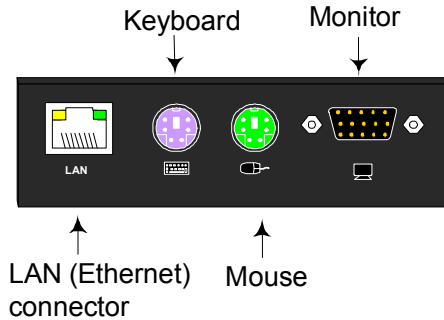 Keyboard
Monitor
LAN
LAN (Ethernet)
connector
Mouse